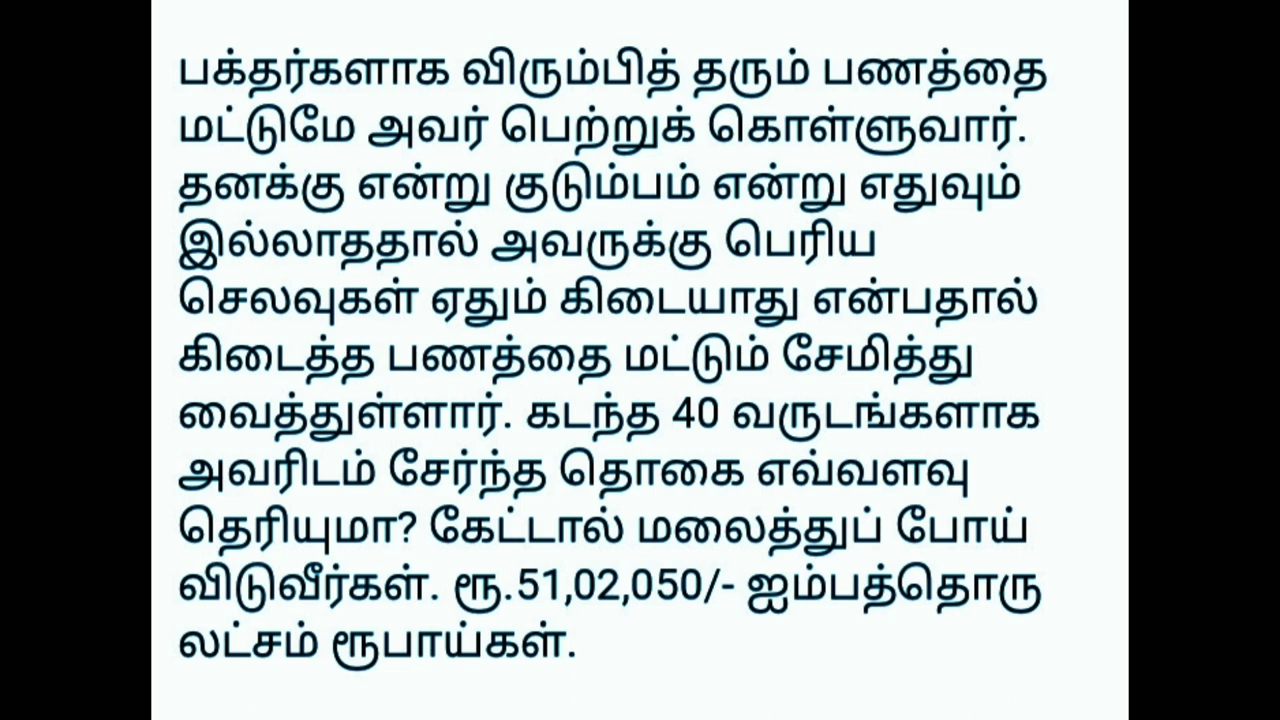 பக்தர்களாக விரும்பித் தரும் பணத்தை
மட்டுமே அவர் பெற்றுக் கொள்ளுவார்.
தனக்கு என்று குடும்பம் என்று எதுவும்
இல்லாததால் அவருக்கு பெரிய
செலவுகள் ஏதும் கிடையாது என்பதால்
கிடைத்த பணத்தை மட்டும் சேமித்து
வைத்துள்ளார். கடந்த 40 வருடங்களாக
அவரிடம் சேர்ந்த தொகை எவ்வளவு
தெரியுமா? கேட்டால் மலைத்துப் போய்
விடுவீர்கள். ரூ.51,02,050/- ஐம்பத்தொரு
லட்சம் ரூபாய்கள்.